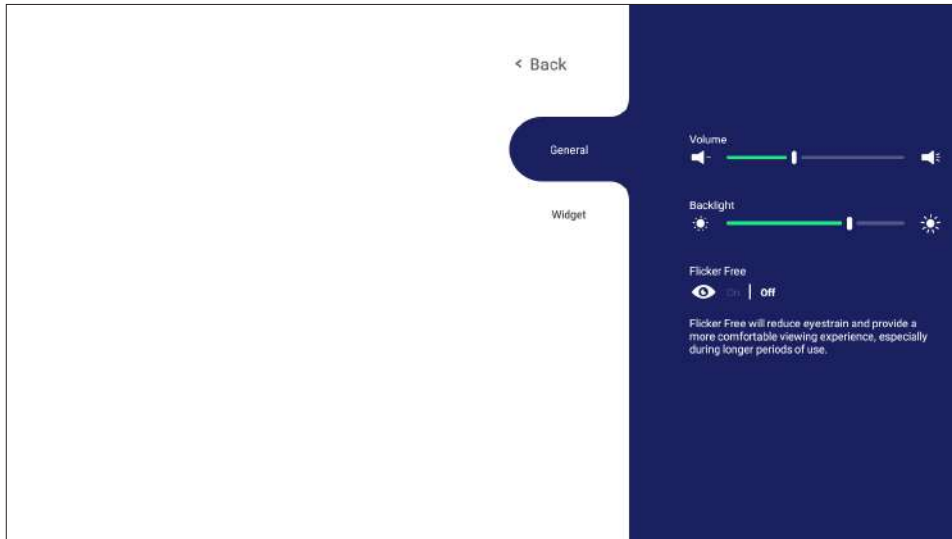 < Back
General
Widget
Volume
Backlight
Flicker Free
On | Off
Flicker Free will reduce eyestrain and provide a
more comfortable viewing experience, especially
during longer periods of use.